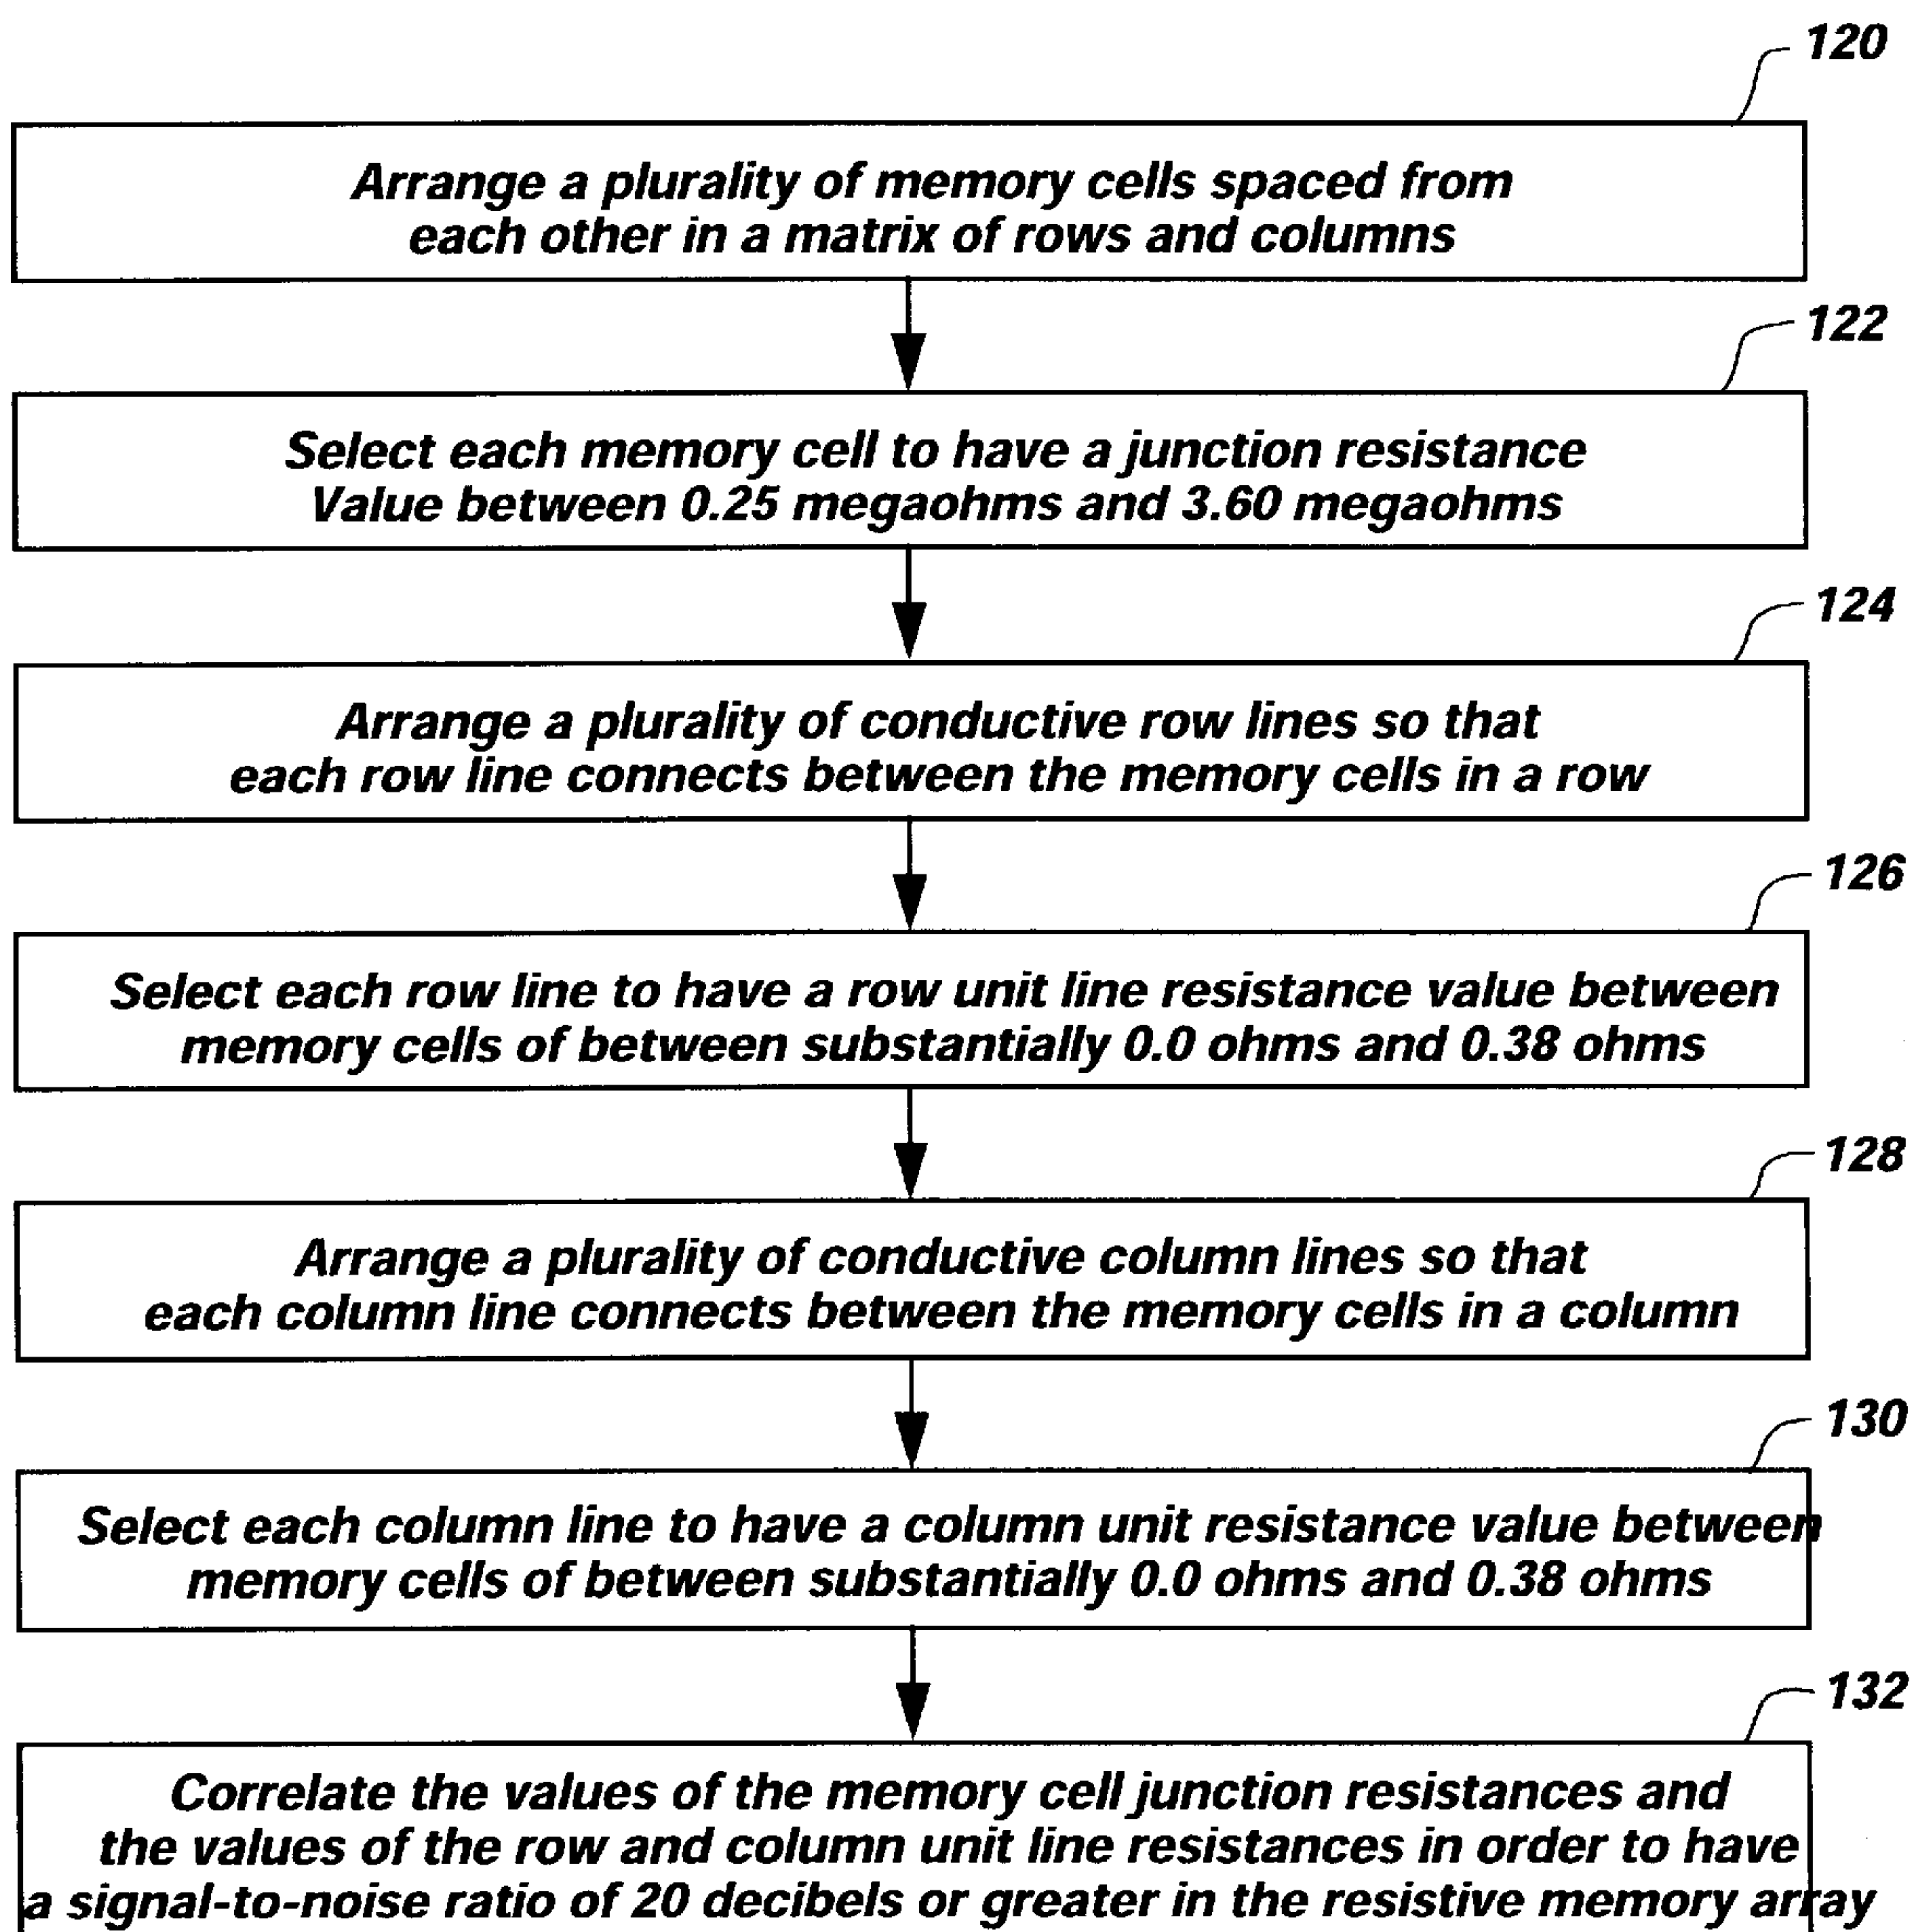 120
Arrange a plurality of memory cells spaced from
each other in a matrix of rows and columns
122
Select each memory cell to have a junction resistance
Value between 0.25 megaohms and 3.60 megaohms
124
Arrange a plurality of conductive row lines so that
each row line connects between the memory cells in a row
126
Select each row line to have a row unit line resistance value between
memory cells of between substantially 0.0 ohms and 0.38 ohms
128
Arrange a plurality of conductive column lines so that
each column line connects between the memory cells in a column
130
Select each column line to have a column unit resistance value between
memory cells of between substantially 0.0 ohms and 0.38 ohms
132
Correlate the values of the memory cell junction resistances and
the values of the row and column unit line resistances in order to have
a signal-to-noise ratio of 20 decibels or greater in the resistive memory array